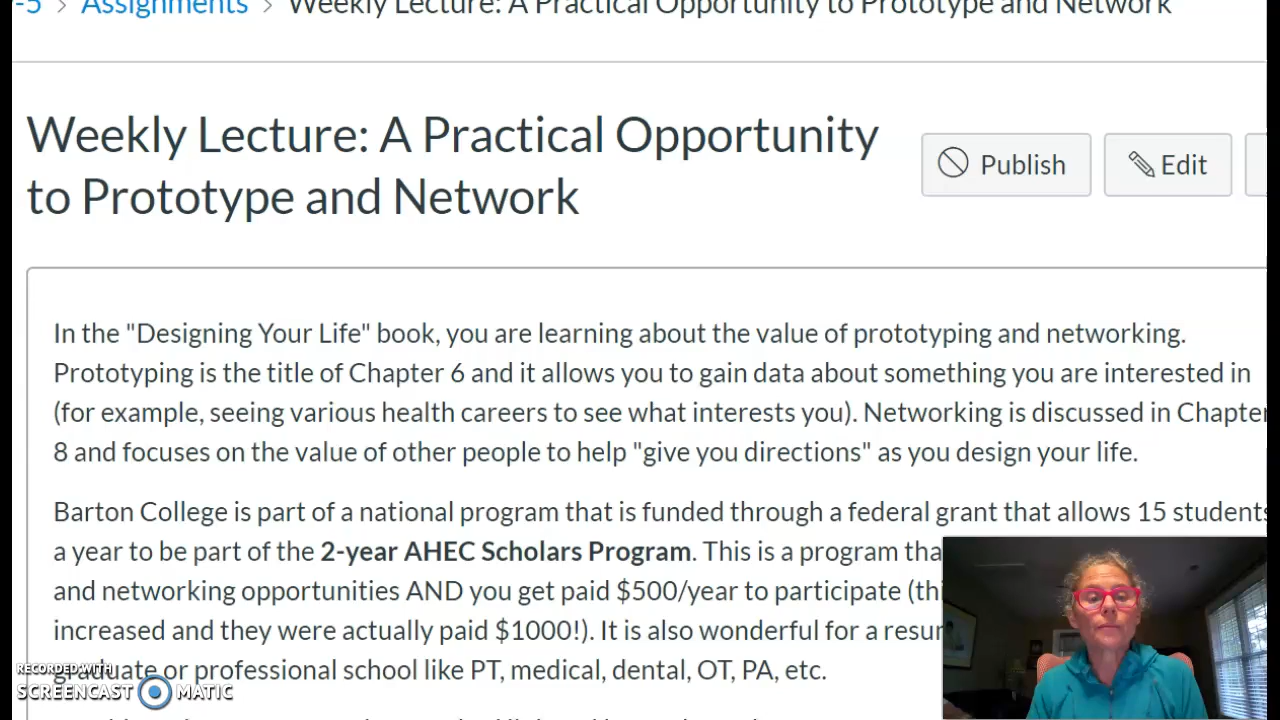 -5 > Assignments > Weekly Lecture: A Practical Opportunity to Prototype and Network
Weekly Lecture: A Practical Opportunity
to Prototype and Network
Publish
Edit
In the "Designing Your Life" book, you are learning about the value of prototyping and networking.
Prototyping is the title of Chapter 6 and it allows you to gain data about something you are interested in
(for example, seeing various health careers to see what interests you). Networking is discussed in Chapter
8 and focuses on the value of other people to help "give you directions" as you design your life.
Barton College is part of a national program that is funded through a federal grant that allows 15 students
a year to be part of the 2-year AHEC Scholars Program. This is a program tha
and networking opportunities AND you get paid $500/year to participate (thi
increased and they were actually paid $1000!). It is also wonderful for a resu
graduate or professional school like PT, medical, dental, OT, PA, etc.
RECORDED WITH
SCREENCAST MATIC